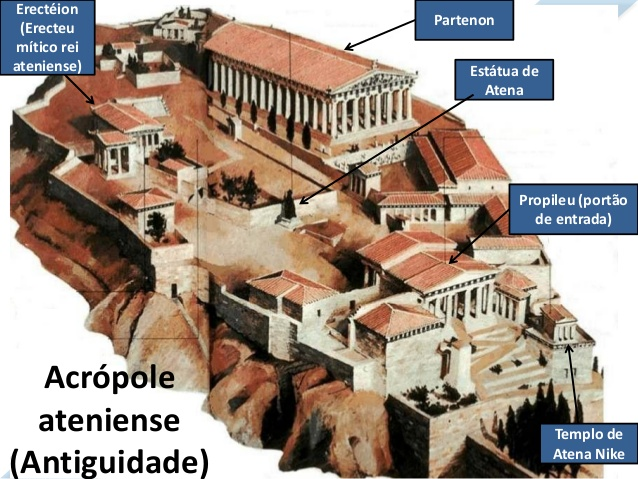 Erectéion
(Erecteu
mítico rei
ateniense)
Partenon
Estátua de
Atena
Propileu (portão
de entrada)
Acrópole
ateniense
(Antiguidade)
Templo de
Atena Nike